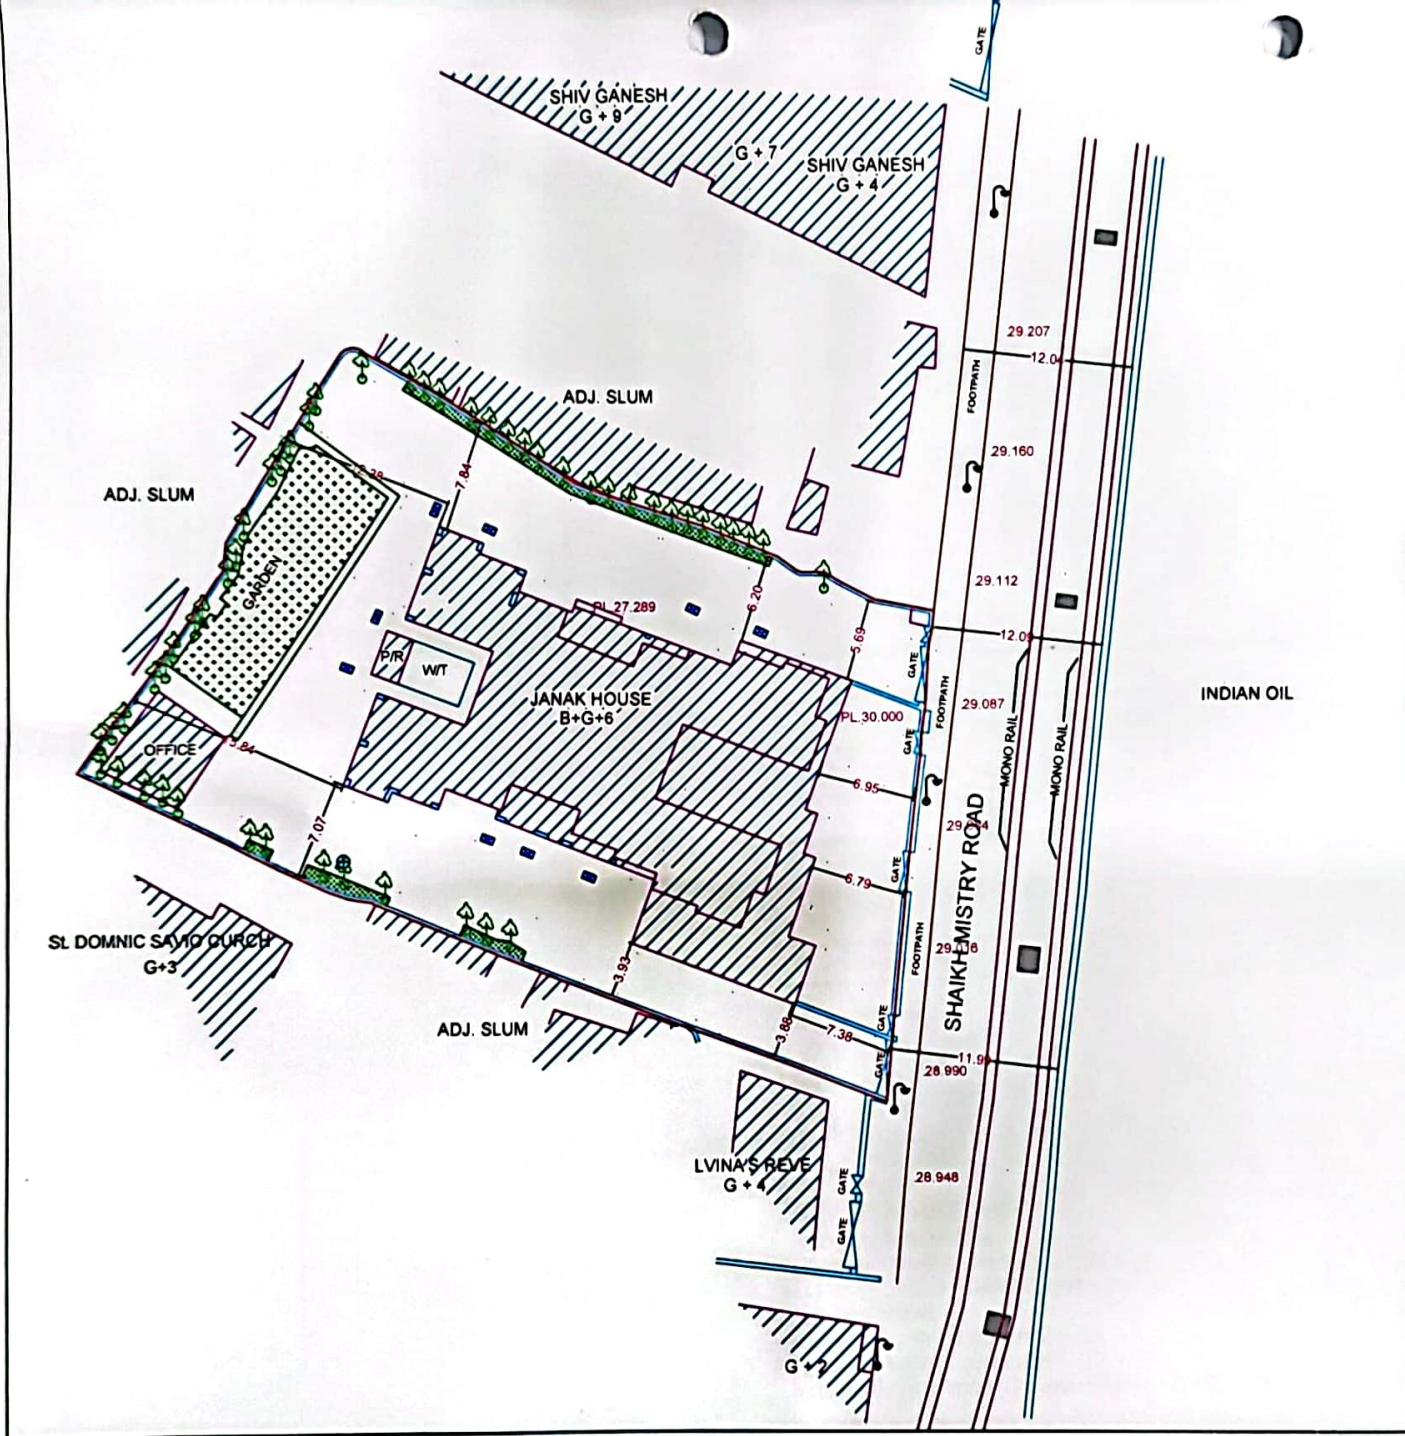 GATE
SHIV GANESH
G + 9
G + 7
SHIV GANESH
G + 4
29.207
12.0
FOOTPATH
ADJ. SLUM
29.160
7.84
ADJ. SLUM
29.112
GARDEN
6.20
27.289
12.09
5.69
GATE
P/R
W/T
JANAK HOUSE
B+G+6
INDIAN OIL
FOOTPATH
29.087
PL.30.000
GATE
MONO RAIL
MONO RAIL
OFFICE
6.95
SHAIKH MISTRY ROAD
7.07
GATE
6.79
ST. DOMNIC SAVIO CURCH
G+3
FOOTPATH
3.93
ADJ. SLUM
GATE
3.88
7.38
GATE
11.99
28.990
LVINA'S REVE
G + 4
GATE
28.948
GATE
G + 2